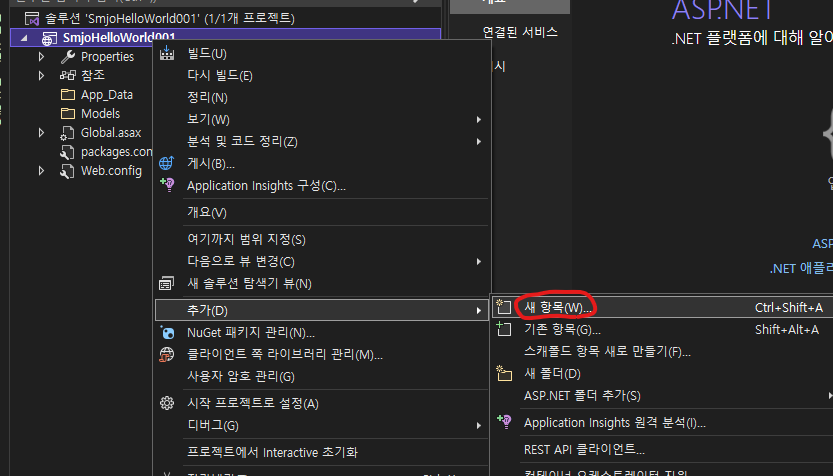 솔루션 'SmjoHelloWorld001' (1/1개 프로젝트)
SmjoHelloWorld001
Properties
참조
App_Data
Models
Global.asax
packages.con
Web.config
빌드(U)
다시 빌드(E)
정리(N)
보기(W)
분석 및 코드 정리(Z)
게시(B)...
Application Insights 구성(C)...
개요(V)
여기까지 범위 지정(S)
다음으로 뷰 변경(C)
새 솔루션 탐색기 뷰(N)
추가(D)
NuGet 패키지 관리(N)...
클라이언트 쪽 라이브러리 관리(M)...
사용자 암호 관리(G)
시작 프로젝트로 설정(A)
디버그(G)
프로젝트에서 Interactive 초기화
연결된 서비스
시
ASP.NET
.NET 플랫폼에 대해 알아
ASP
.NET 애플리
새 항목(W)... Ctrl+Shift+A
기존 항목(G)... Shift+Alt+A
스캐폴드 항목 새로 만들기(F)...
새 폴더(D)
ASP.NET 폴더 추가(S)
Application Insights 원격 분석(I)...
REST API 클라이언트...